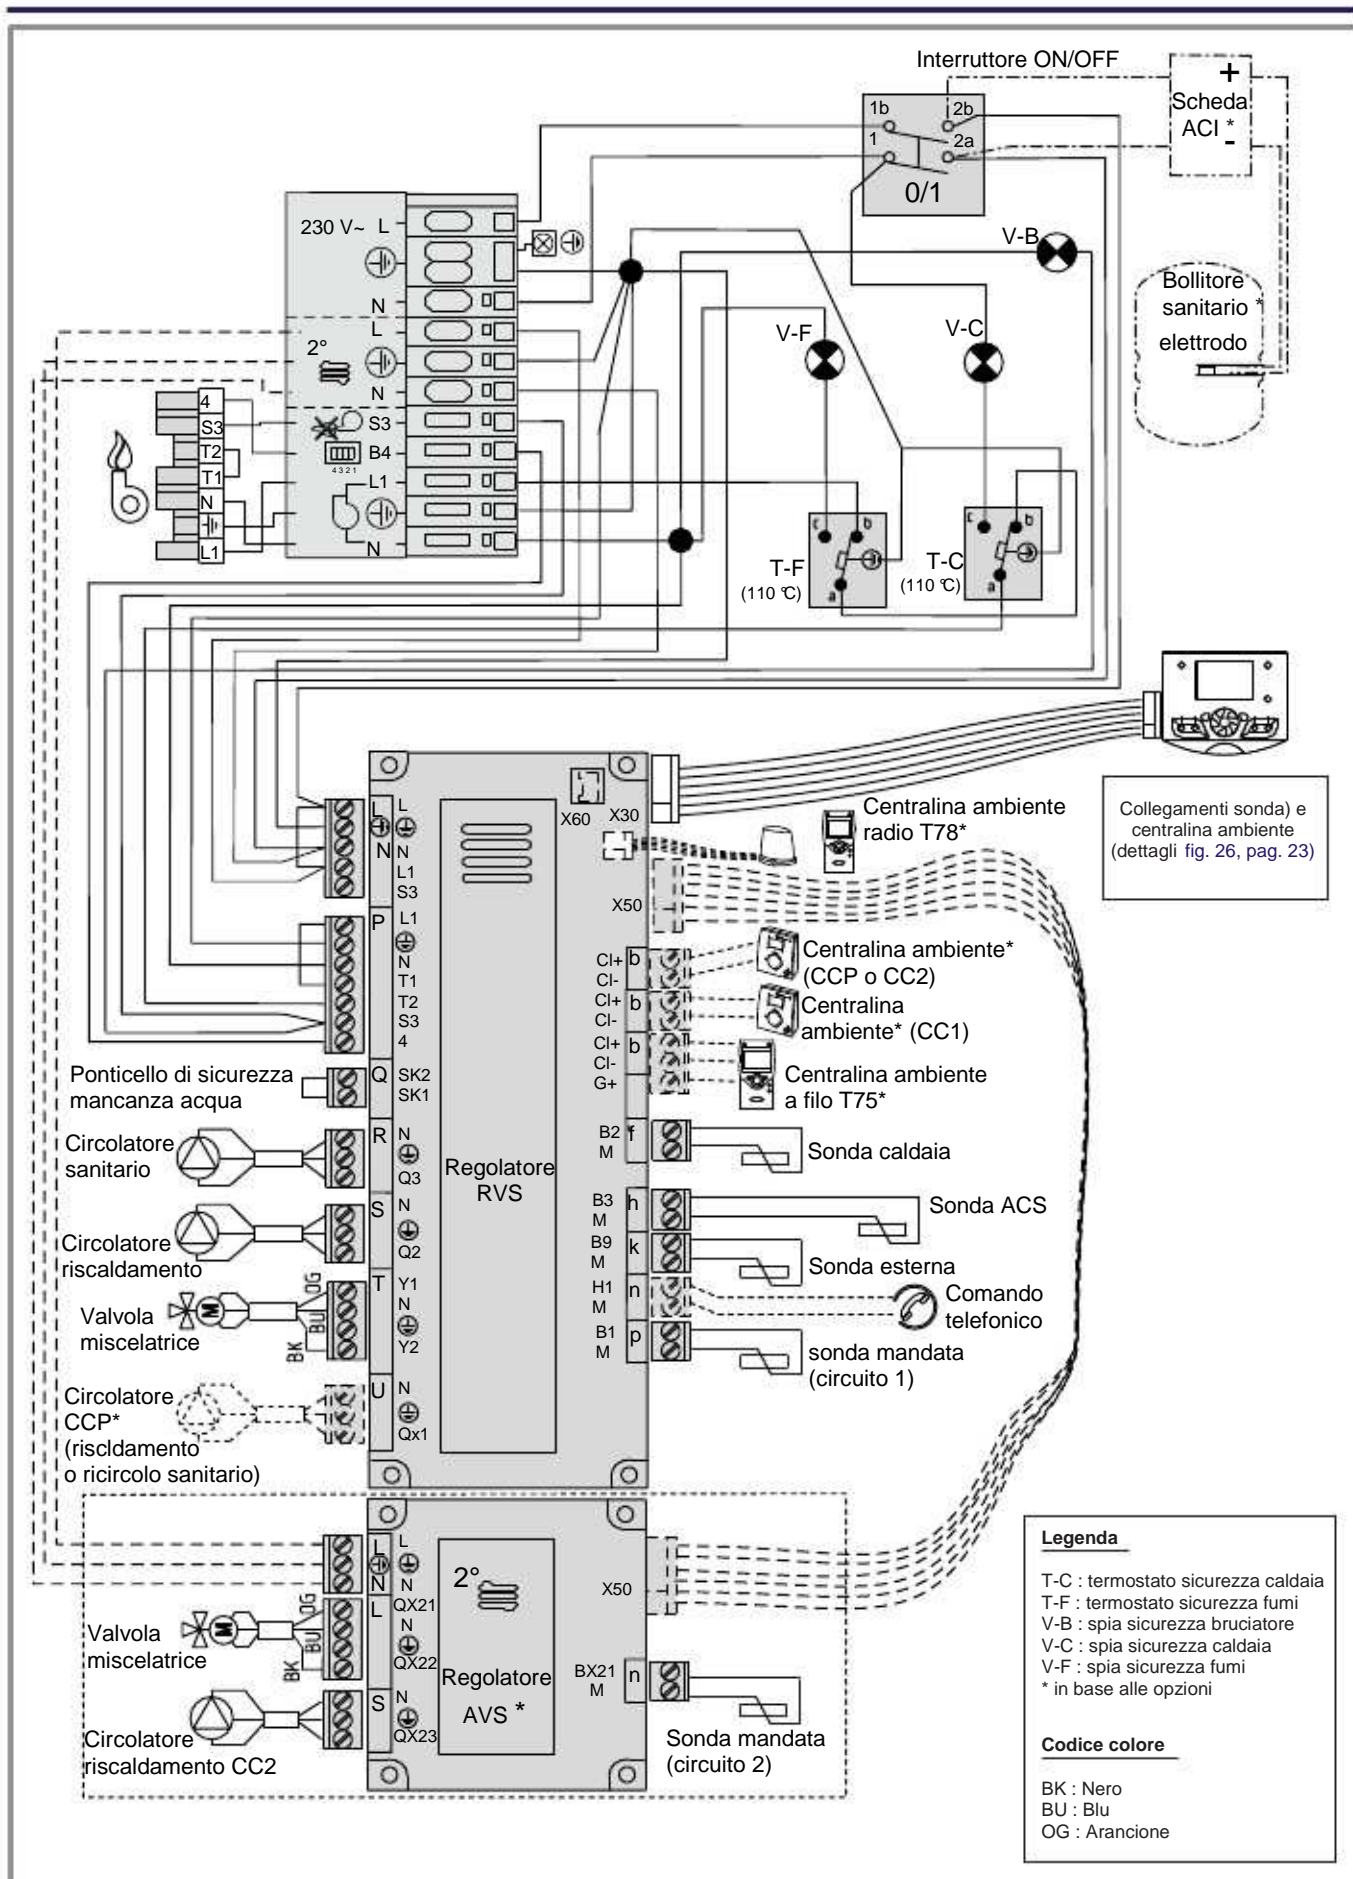 Interruttore ON/OFF
1b
2b
1
2a
0/1
+
Scheda
ACI *
-
230 V~ L
N
L
2°
N
S3
B4
4 3 2 1
L1
N
4
S3
T2
T1
N
L1
V-B
V-F
V-C
Bollitore
sanitario *
elettrodo
c
b
a
T-F
(110 °C)
c
b
a
T-C
(110 °C)
Collegamenti sonda) e
centralina ambiente
(dettagli fig. 26, pag. 23)
X60
X30
Centralina ambiente
radio T78*
X50
L
N
L
N
L1
S3
P
L1
N
T1
T2
S3
4
Cl+
Cl-
b
Centralina ambiente*
(CCP o CC2)
Cl+
Cl-
b
Centralina
ambiente* (CC1)
Cl+
Cl-
G+
b
Centralina ambiente
a filo T75*
Ponticello di sicurezza
mancanza acqua
Q
SK2
SK1
Circolatore
sanitario
R
N
Q3
Regolatore
RVS
B2
M
f
Sonda caldaia
Circolatore
riscaldamento
S
N
Q2
B3
M
h
Sonda ACS
B9
M
k
Sonda esterna
Valvola
miscelatrice
M
OG
BU
BK
T
Y1
N
Y2
H1
M
n
Comando
telefonico
B1
M
p
sonda mandata
(circuito 1)
Circolatore
CCP*
(riscldamento
o ricircolo sanitario)
U
N
Qx1
L
N
L
N
2°
X50
Valvola
miscelatrice
M
OG
BU
BK
L
QX21
N
QX22
Regolatore
AVS *
BX21
M
n
Sonda mandata
(circuito 2)
Circolatore
riscaldamento CC2
S
N
QX23
Legenda
T-C : termostato sicurezza caldaia
T-F : termostato sicurezza fumi
V-B : spia sicurezza bruciatore
V-C : spia sicurezza caldaia
V-F : spia sicurezza fumi
* in base alle opzioni
Codice colore
BK : Nero
BU : Blu
OG : Arancione